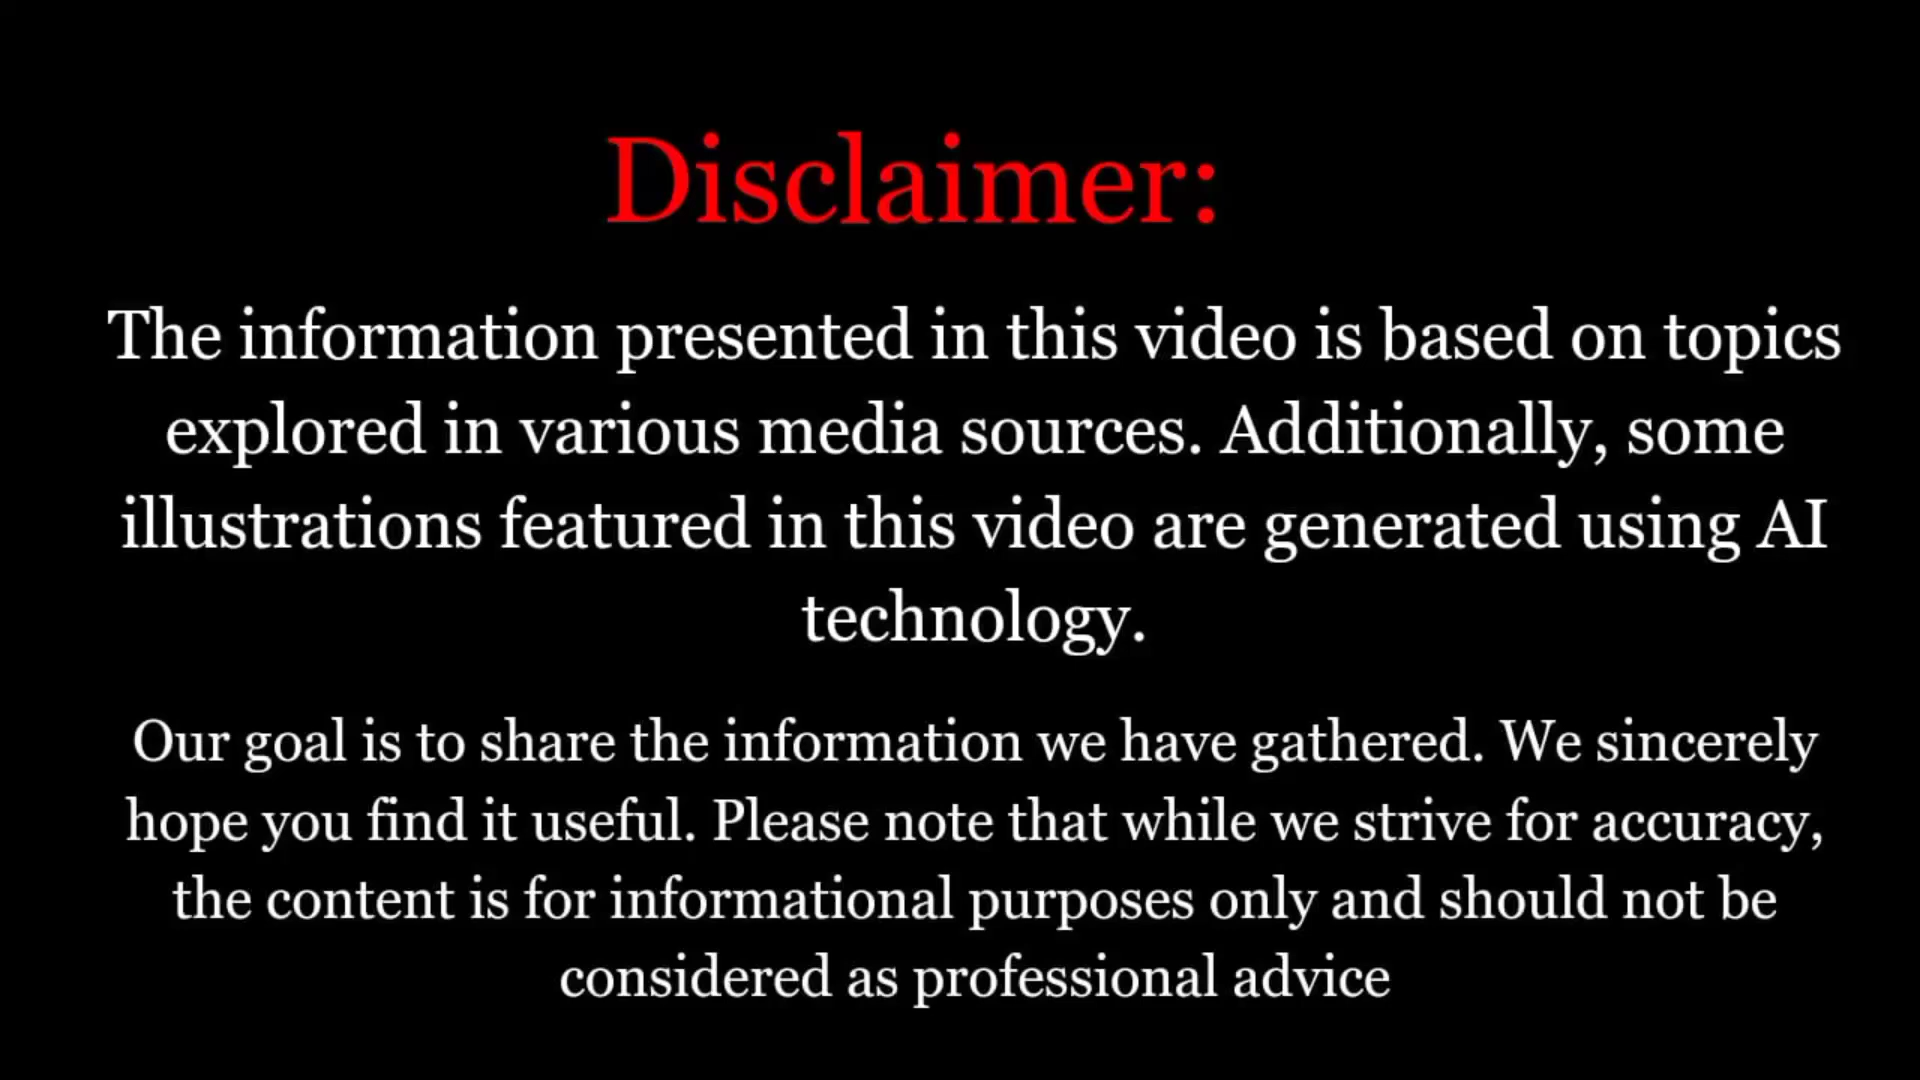 Disclaimer:
The information presented in this video is based on topics
explored in various media sources. Additionally, some
illustrations featured in this video are generated using AI
technology.
Our goal is to share the information we have gathered. We sincerely
hope you find it useful. Please note that while we strive for accuracy,
the content is for informational purposes only and should not be
considered as professional advice